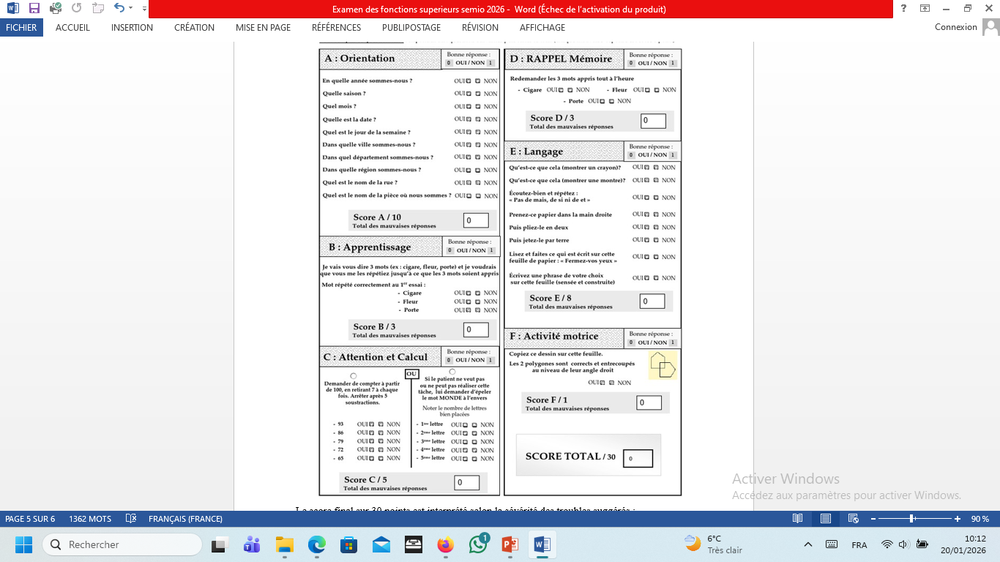 Examen des fonctions superieurs semio 2026 - Word (Échec de l'activation du produit)
?
FICHIER ACCUEIL INSERTION CRÉATION MISE EN PAGE RÉFÉRENCES PUBLIPOSTAGE RÉVISION AFFICHAGE
Connexion
A : Orientation
Bonne réponse :
0 OUI / NON 1
En quelle année sommes-nous ? OUI NON
Quelle saison ? OUI NON
Quel mois ? OUI NON
Quelle est la date ? OUI NON
Quel est le jour de la semaine ? OUI NON
Dans quelle ville sommes-nous ? OUI NON
Dans quel département sommes-nous ? OUI NON
Dans quelle région sommes-nous ? OUI NON
Quel est le nom de la rue ? OUI NON
Quel est le nom de la pièce où nous sommes ? OUI NON
Score A / 10
Total des mauvaises réponses
0
B : Apprentissage
Bonne réponse :
0 OUI / NON 1
Je vais vous dire 3 mots (ex : cigare, fleur, porte) et je voudrais
que vous me les répétiez jusqu'à ce que les 3 mots soient appris
Mot répété correctement au 1er essai :
- Cigare OUI NON
- Fleur OUI NON
- Porte OUI NON
Score B / 3
Total des mauvaises réponses
0
C : Attention et Calcul
Bonne réponse :
0 OUI / NON 1
Demander de compter à partir
de 100, en retirant 7 à chaque
fois. Arrêter après 5
soustractions.
- 93 OUI NON
- 86 OUI NON
- 79 OUI NON
- 72 OUI NON
- 65 OUI NON
OU
Si le patient ne veut pas
ou ne peut pas réaliser cette
tâche, lui demander d'épeler
le mot MONDE à l'envers
Noter le nombre de lettres
bien placées
- 1ère lettre OUI NON
- 2ème lettre OUI NON
- 3ème lettre OUI NON
- 4ème lettre OUI NON
- 5ème lettre OUI NON
Score C / 5
Total des mauvaises réponses
0
D : RAPPEL Mémoire
Bonne réponse :
0 OUI / NON 1
Redemander les 3 mots appris tout à l'heure
- Cigare OUI NON - Fleur OUI NON
- Porte OUI NON
Score D / 3
Total des mauvaises réponses
0
E : Langage
Bonne réponse :
0 OUI / NON 1
Qu'est-ce que cela (montrer un crayon)? OUI NON
Qu'est-ce que cela (montrer une montre)? OUI NON
Écoutez-bien et répétez :
« Pas de mais, de si ni de et » OUI NON
Prenez-ce papier dans la main droite OUI NON
Puis pliez-le en deux OUI NON
Puis jetez-le par terre OUI NON
Lisez et faites ce qui est écrit sur cette
feuille de papier : « Fermez-vos yeux » OUI NON
Écrivez une phrase de votre choix
sur cette feuille (sensée et construite) OUI NON
Score E / 8
Total des mauvaises réponses
0
F : Activité motrice
Bonne réponse :
0 OUI / NON 1
Copiez ce dessin sur cette feuille.
Les 2 polygones sont corrects et entrecoupés
au niveau de leur angle droit
OUI NON
Score F / 1
Total des mauvaises réponses
0
SCORE TOTAL / 30
0
Le score final sur 30 points est interprété selon la sévérité des troubles suggérés :
Activer Windows
Accédez aux paramètres pour activer Windows.
PAGE 5 SUR 6 1362 MOTS FRANÇAIS (FRANCE)
90 %
Rechercher
1
6°C
Très clair
FRA
10:12
20/01/2026